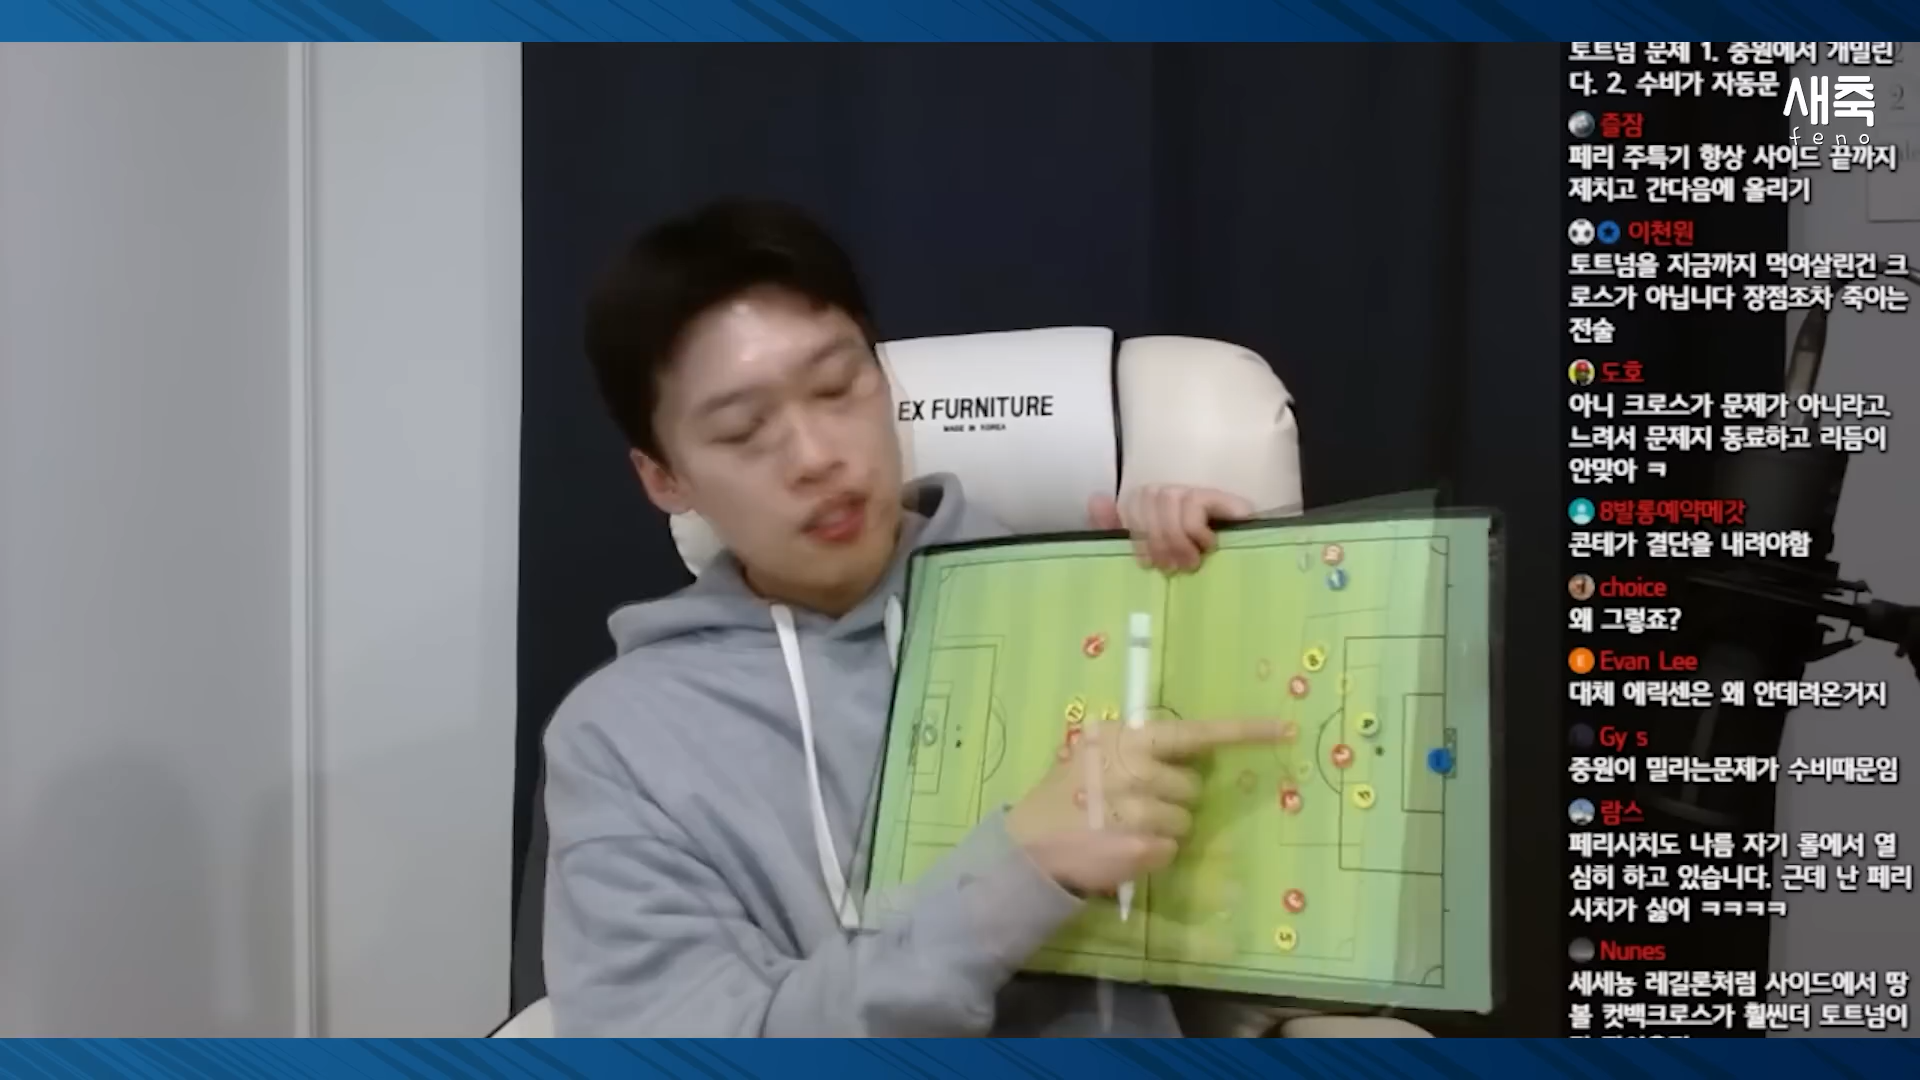 토트넘 문제 1. 중원에서 개밀린
다. 2. 수비가 자동문
새축
feno
즐잠
페리 주특기 항상 사이드 끝까지
제치고 간다음에 올리기
이천원
토트넘을 지금까지 먹여살린건 크
로스가 아닙니다 장점조차 죽이는
전술
도호
아니 크로스가 문제가 아니라고.
느려서 문제지 동료하고 리듬이
안맞아 ㅋ
8발롱예약메갓
콘테가 결단을 내려야함
choice
왜 그렇죠?
Evan Lee
대체 에릭센은 왜 안데려온거지
Gy s
중원이 밀리는문제가 수비때문임
람스
페리시치도 나름 자기 롤에서 열
심히 하고 있습니다. 근데 난 페리
시치가 싫어 ㅋㅋㅋㅋ
Nunes
세세뇽 레길론처럼 사이드에서 땅
볼 컷백크로스가 훨씬데 토트넘이
EX FURNITURE
MADE IN KOREA